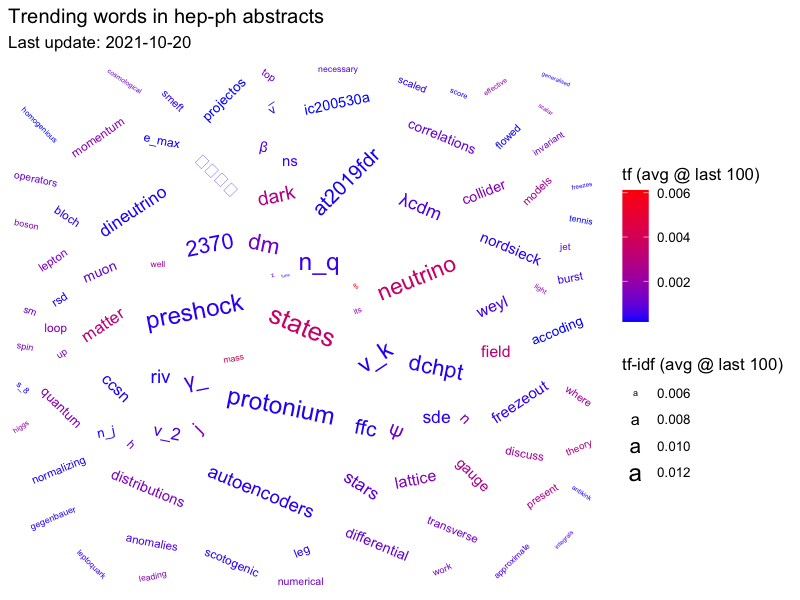 Trending words in hep-ph abstracts
Last update: 2021-10-20
cosmological
top
necessary
scaled
score
effective
generalised
smeft
projectos
ic200530a
scalar
homogenious
momentum
e_max
β
ns
correlations
flowed
invariant
operators
dark
at2019fdr
λcdm
collider
models
freezes
boson
bloch
dineutrino
tennis
lepton
muon
well
2370
dm
n_q
nordsieck
jet
neutrino
burst
light
sm
rsd
preshock
its
weyl
loop
matter
states
accoding
spin
up
mass
ν_k
field
s_8
ccsn
riv
γ_
dchpt
where
quantum
protonium
freezeout
higgs
n_j
h
v_2
j
ffc
ψ
sde
n
discuss
theory
normalizing
distributions
autoencoders
stars
lattice
gauge
present
antikink
gegenbauer
anomalies
scotogenic
leg
differential
transverse
integrals
leptoquark
leading
numerical
work
approximate
tf (avg @ last 100)
0.006
0.004
0.002
tf-idf (avg @ last 100)
a 0.006
a 0.008
a 0.010
a 0.012